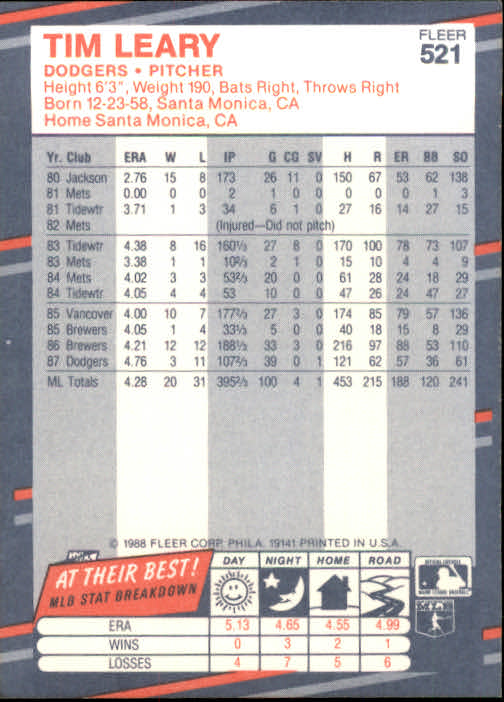 TIM LEARY
FLEER
521
DODGERS • PITCHER
Height 6'3", Weight 190, Bats Right, Throws Right
Born 12-23-58, Santa Monica, CA
Home Santa Monica, CA
Yr. Club ERA W L IP G CG SV H R ER BB SO
80 Jackson 2.76 15 8 173 26 11 0 150 67 53 62 138
81 Mets 0.00 0 0 2 1 0 0 0 0 0 1 3
81 Tidewtr 3.71 1 3 34 6 1 0 27 16 14 27 15
82 Mets (Injured—Did not pitch)
83 Tidewtr 4.38 8 16 160⅓ 27 8 0 170 100 78 73 107
83 Mets 3.38 1 1 10⅔ 2 1 0 15 10 4 4 9
84 Mets 4.02 3 3 53⅔ 20 0 0 61 28 24 18 29
84 Tidewtr 4.05 4 4 53 10 0 0 47 26 24 47 27
85 Vancover 4.00 10 7 177⅔ 27 3 0 174 85 79 57 136
85 Brewers 4.05 1 4 33⅓ 5 0 0 40 18 15 8 29
86 Brewers 4.21 12 12 188⅓ 33 3 0 216 97 88 53 110
87 Dodgers 4.76 3 11 107⅔ 39 0 1 121 62 57 36 61
ML Totals 4.28 20 31 395⅔ 100 4 1 453 215 188 120 241
© 1988 FLEER CORP. PHILA. 19141 PRINTED IN U.S.A.
AT THEIR BEST!
MLB STAT BREAKDOWN
DAY NIGHT HOME ROAD
ERA 5.13 4.65 4.55 4.99
WINS 0 3 2 1
LOSSES 4 7 5 6